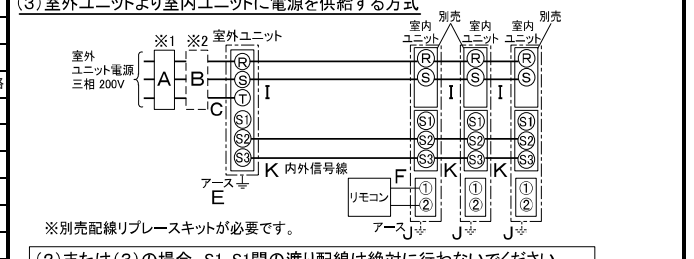 (3)室外ユニットより室内ユニットに電源を供給する方式
※1 ※2 室外ユニット
室外
ユニット電源
三相 200V
A
B
C
R
S
T
S1
S2
S3
I
K 内外信号線
アース
E
別売
別売
室内
ユニット
室内
ユニット
室内
ユニット
R
S
I
R
S
I
R
S
S1
S2
S3
K
S1
S2
S3
K
S1
S2
S3
F
リモコン
①
②
①
②
①
②
アース J
J
J
※別売配線リプレースキットが必要です。
(2)または(3)の場合、S1-S1間の渡り配線は絶対に行わないでください